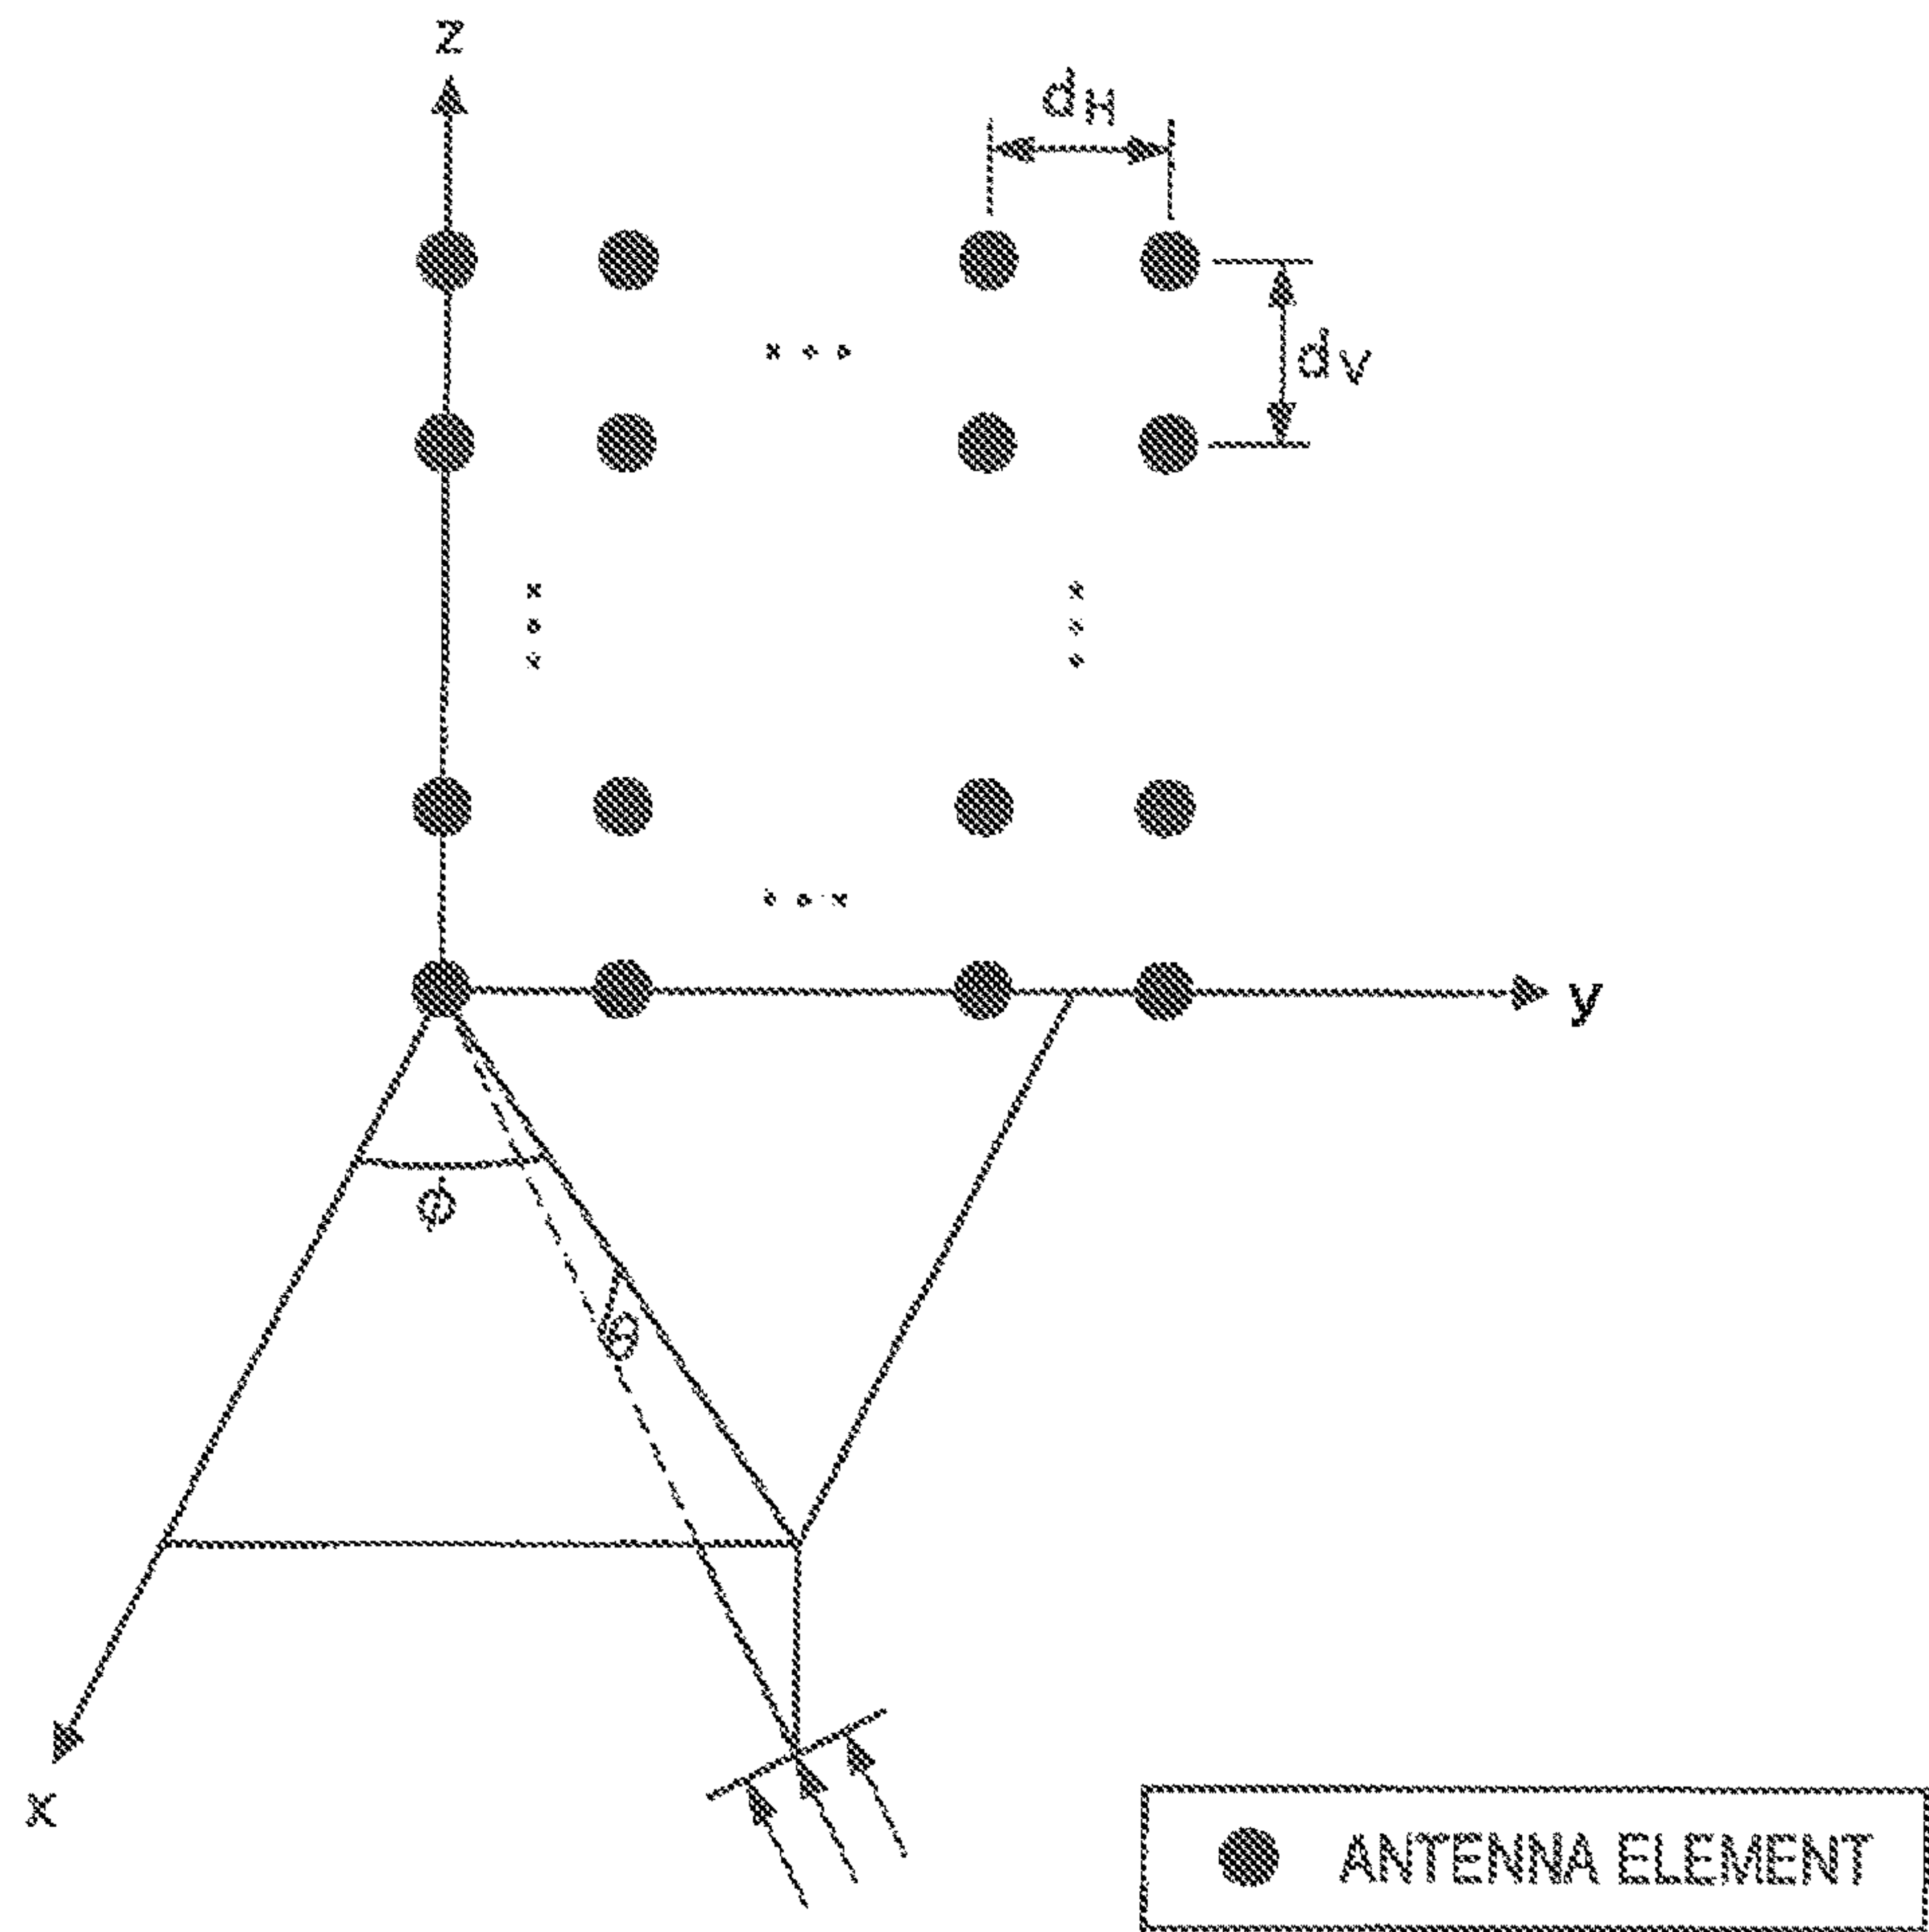 z
dH
dV
y
φ
θ
x
ANTENNA ELEMENT